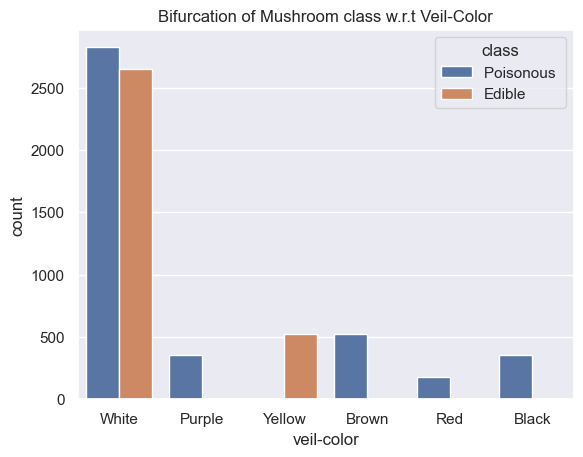 Bifurcation of Mushroom class w.r.t Veil-Color
class
Poisonous
Edible
count
2500
2000
1500
1000
500
0
White Purple Yellow Brown Red Black
veil-color